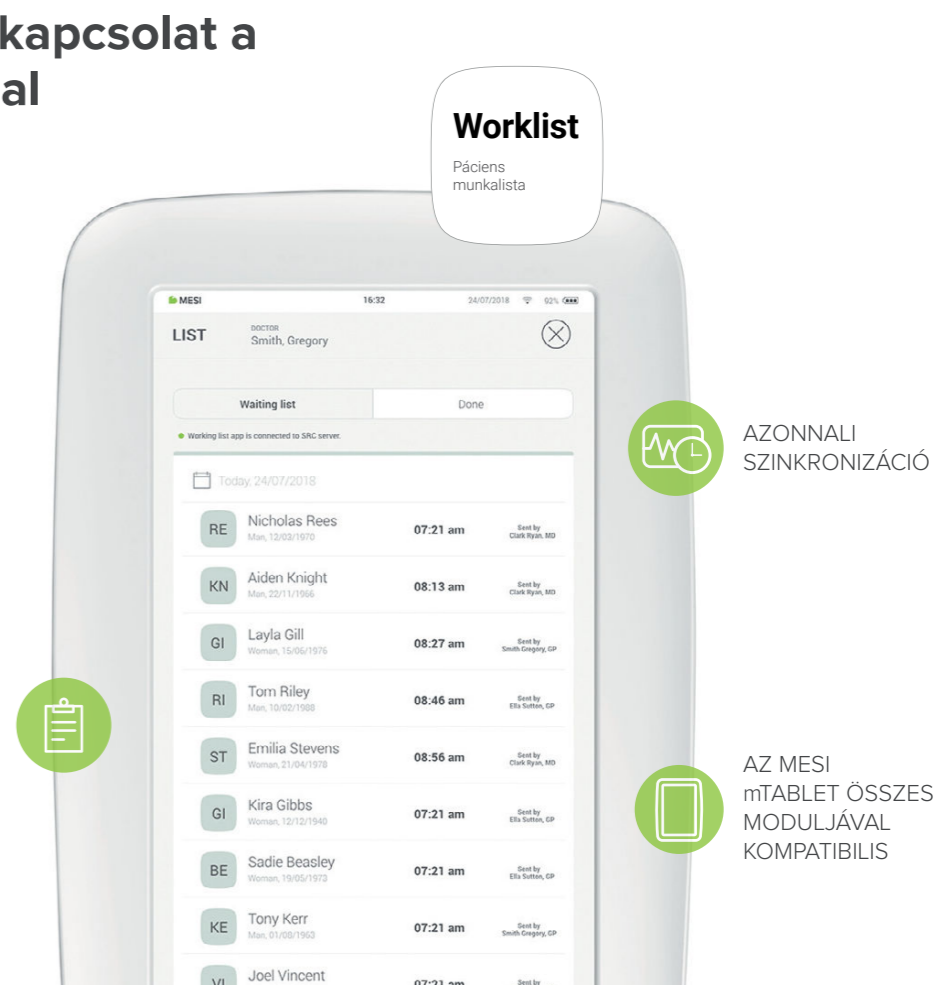 kapcsolat a
al
Worklist
Páciens
munkalista
MESI 16:32 24/07/2018 92%
LIST
DOCTOR
Smith, Gregory
Waiting list Done
Working list app is connected to SRC server.
Today, 24/07/2018
RE Nicholas Rees
Man, 12/03/1970
07:21 am
Sent by
Clark Ryan, MD
KN Aiden Knight
Man, 22/11/1966
08:13 am
Sent by
Clark Ryan, MD
GI Layla Gill
Woman, 15/06/1976
08:27 am
Sent by
Smith Gregory, GP
RI Tom Riley
Man, 10/02/1988
08:46 am
Sent by
Ella Sutton, GP
ST Emilia Stevens
Woman, 21/04/1978
08:56 am
Sent by
Clark Ryan, MD
GI Kira Gibbs
Woman, 12/12/1940
07:21 am
Sent by
Ella Sutton, GP
BE Sadie Beasley
Woman, 19/05/1973
07:21 am
Sent by
Ella Sutton, GP
KE Tony Kerr
Man, 01/08/1963
07:21 am
Sent by
Smith Gregory, GP
VI Joel Vincent
07:21 am
Sent by
AZONNALI
SZINKRONIZÁCIÓ
AZ MESI
mTABLET ÖSSZES
MODULJÁVAL
KOMPATIBILIS